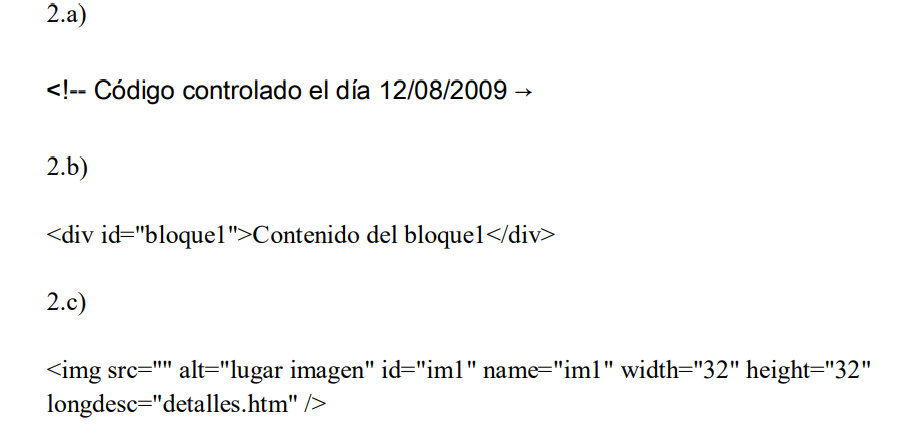 2.a)
<!-- Código controlado el día 12/08/2009 →
2.b)
<div id="bloque1">Contenido del bloque1</div>
2.c)
<img src="" alt="lugar imagen" id="im1" name="im1" width="32" height="32"
longdesc="detalles.htm" />